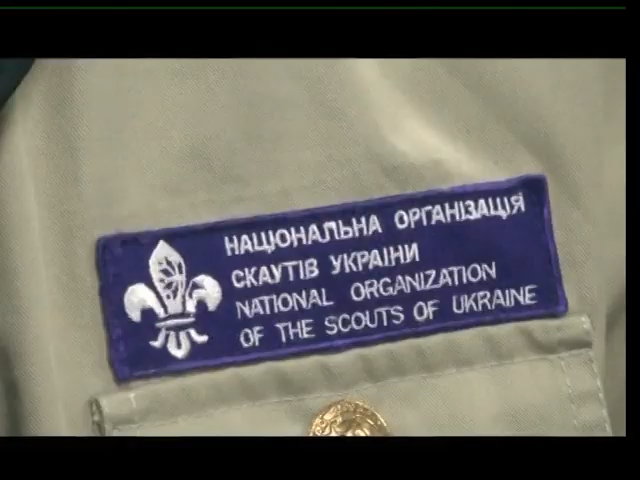 НАЦІОНАЛЬНА ОРГАНІЗАЦІЯ
СКАУТІВ УКРАЇНИ
NATIONAL ORGANIZATION
OF THE SCOUTS OF UKRAINE